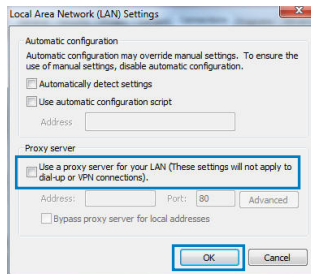 Local Area Network (LAN) Settings
Automatic configuration
Automatic configuration may override manual settings. To ensure the
use of manual settings, disable automatic configuration.
Automatically detect settings
Use automatic configuration script
Address
Proxy server
Use a proxy server for your LAN (These settings will not apply to
dial-up or VPN connections).
Address:
Port: 80
Advanced
Bypass proxy server for local addresses
OK
Cancel